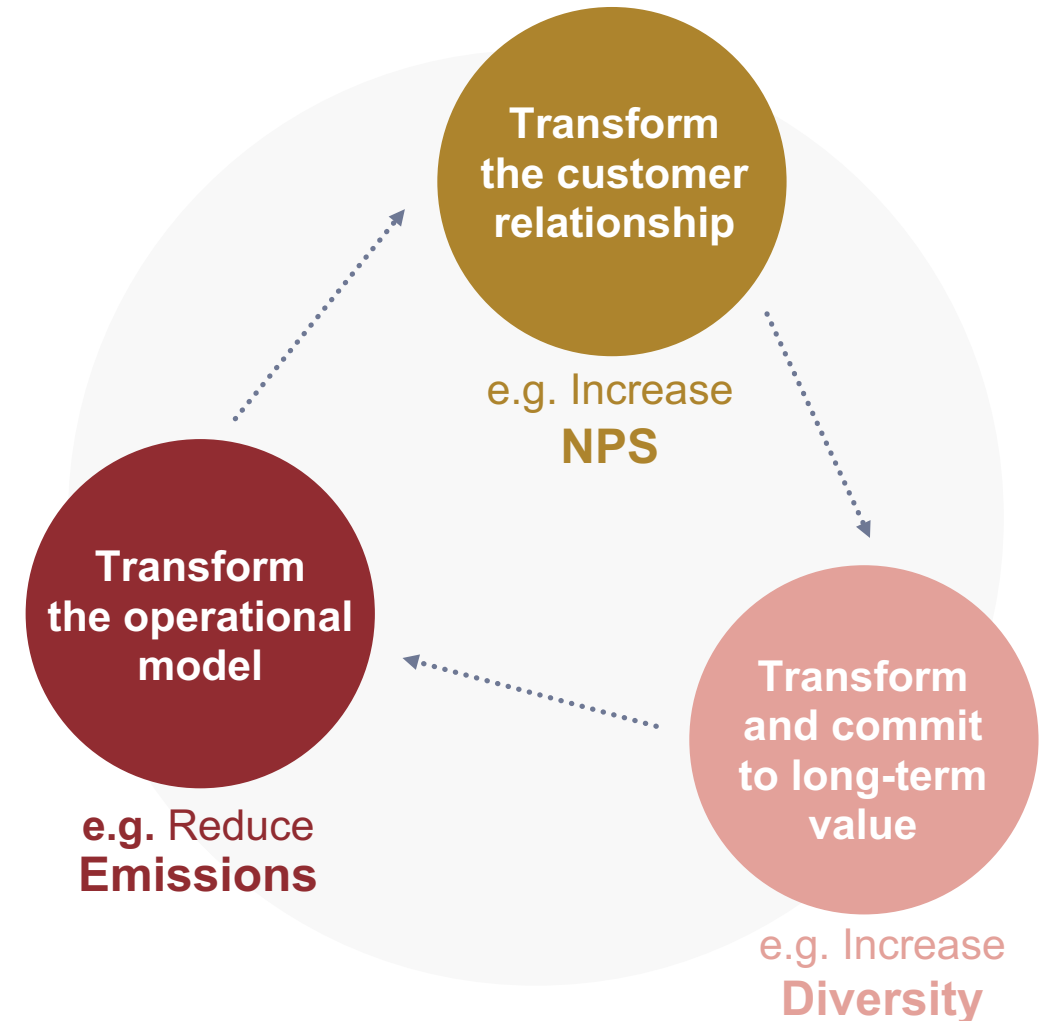 Transform
the customer
relationship
e.g. Increase
NPS
Transform
the operational
model
e.g. Reduce
Emissions
Transform
and commit
to long-term
value
e.g. Increase
Diversity